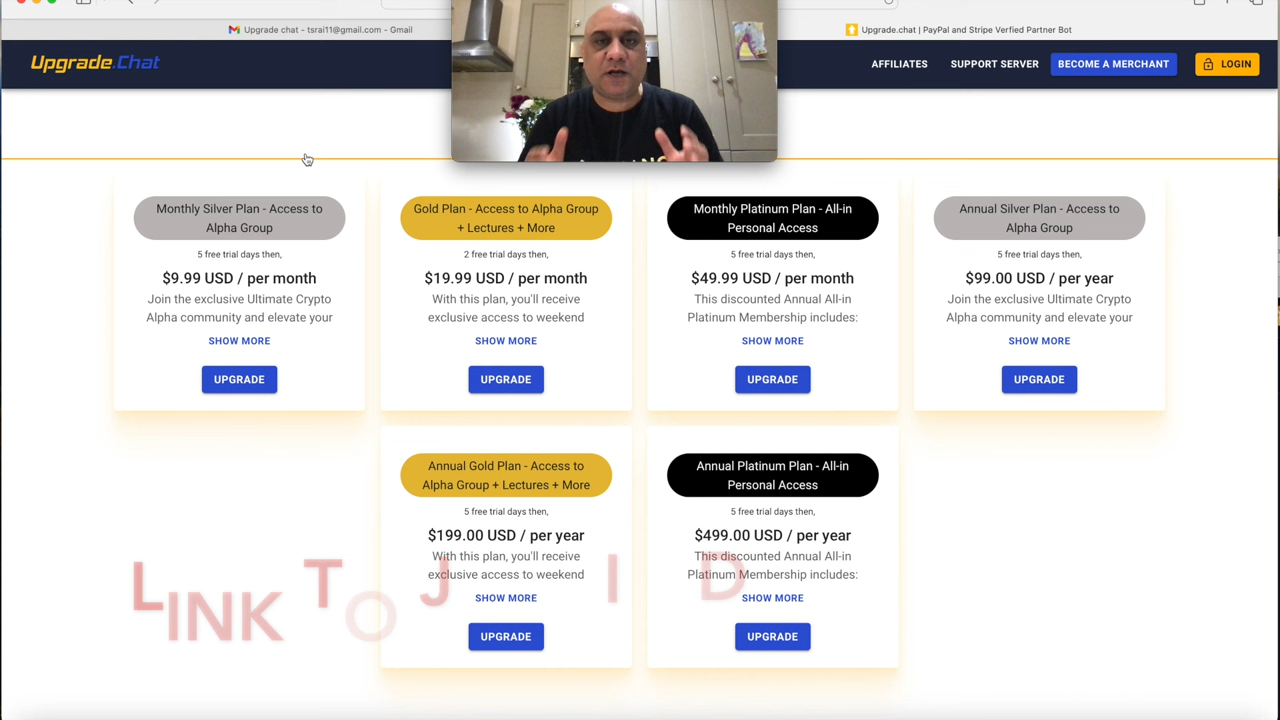 Upgrade chat - tsrai11@gmail.com - Gmail
Upgrade.chat | PayPal and Stripe Verfied Partner Bot
Upgrade.Chat
AFFILIATES
SUPPORT SERVER
BECOME A MERCHANT
LOGIN
Monthly Silver Plan - Access to
Alpha Group
5 free trial days then,
$9.99 USD / per month
Join the exclusive Ultimate Crypto
Alpha community and elevate your
SHOW MORE
UPGRADE
Gold Plan - Access to Alpha Group
+ Lectures + More
2 free trial days then,
$19.99 USD / per month
With this plan, you'll receive
exclusive access to weekend
SHOW MORE
UPGRADE
Monthly Platinum Plan - All-in
Personal Access
5 free trial days then,
$49.99 USD / per month
This discounted Annual All-in
Platinum Membership includes:
SHOW MORE
UPGRADE
Annual Silver Plan - Access to
Alpha Group
5 free trial days then,
$99.00 USD / per year
Join the exclusive Ultimate Crypto
Alpha community and elevate your
SHOW MORE
UPGRADE
Annual Gold Plan - Access to
Alpha Group + Lectures + More
5 free trial days then,
$199.00 USD / per year
With this plan, you'll receive
exclusive access to weekend
SHOW MORE
UPGRADE
Annual Platinum Plan - All-in
Personal Access
5 free trial days then,
$499.00 USD / per year
This discounted Annual All-in
Platinum Membership includes:
SHOW MORE
UPGRADE
LINK TO J I D